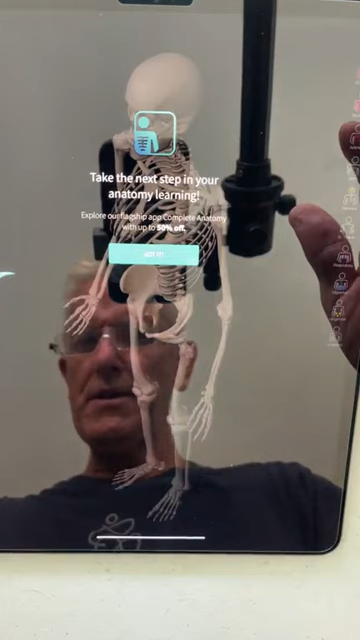 Take the next step in your
anatomy learning!
Explore our flagship app Complete Anatomy
with up to 50% off.
GOT IT!